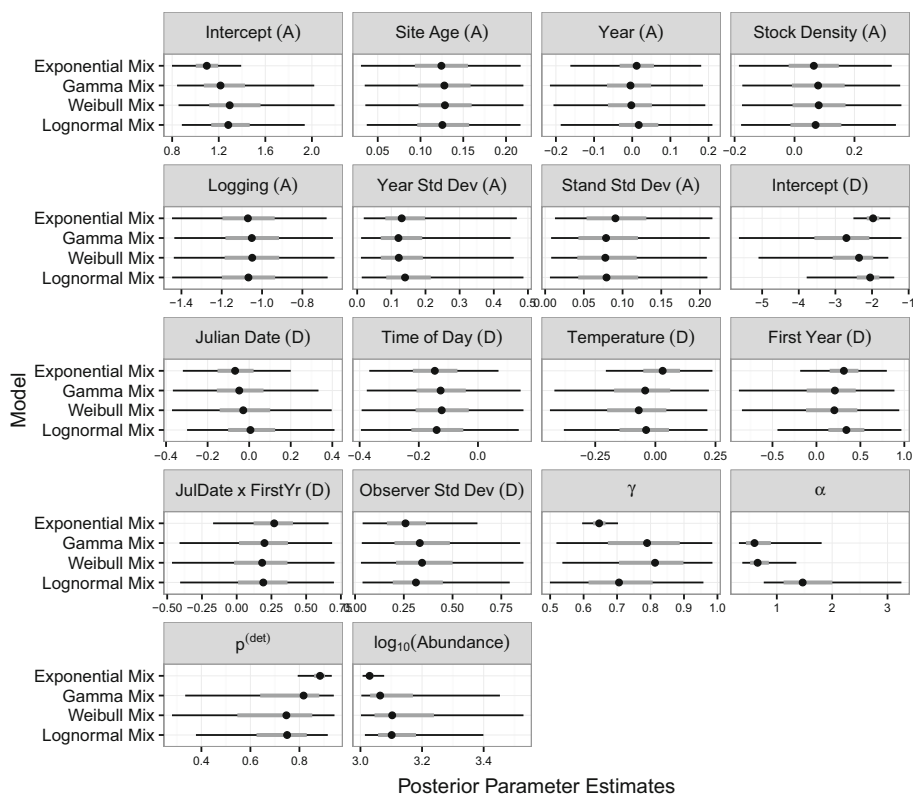 Intercept (A) Site Age (A) Year (A) Stock Density (A)
Exponential Mix
Gamma Mix
Weibull Mix
Lognormal Mix
0.8 1.2 1.6 2.0 0.05 0.10 0.15 0.20 −0.2 −0.1 0.0 0.1 0.2 −0.2 0.0 0.2
Logging (A) Year Std Dev (A) Stand Std Dev (A) Intercept (D)
Exponential Mix
Gamma Mix
Weibull Mix
Lognormal Mix
−1.4 −1.2 −1.0 −0.8 0.0 0.1 0.2 0.3 0.4 0.5 0.00 0.05 0.10 0.15 0.20 −5 −4 −3 −2 −1
Julian Date (D) Time of Day (D) Temperature (D) First Year (D)
Exponential Mix
Gamma Mix
Weibull Mix
Lognormal Mix
−0.4 −0.2 0.0 0.2 0.4 −0.4 −0.2 0.0 −0.25 0.00 0.25 −0.5 0.0 0.5 1.0
JulDate x FirstYr (D) Observer Std Dev (D) γ α
Exponential Mix
Gamma Mix
Weibull Mix
Lognormal Mix
−0.50 −0.25 0.00 0.25 0.50 0.25 0.50 0.75 0.5 0.6 0.7 0.8 0.9 1.0 1 2 3
p(det) log10(Abundance)
Exponential Mix
Gamma Mix
Weibull Mix
Lognormal Mix
0.4 0.6 0.8 3.0 3.2 3.4
Model
Posterior Parameter Estimates